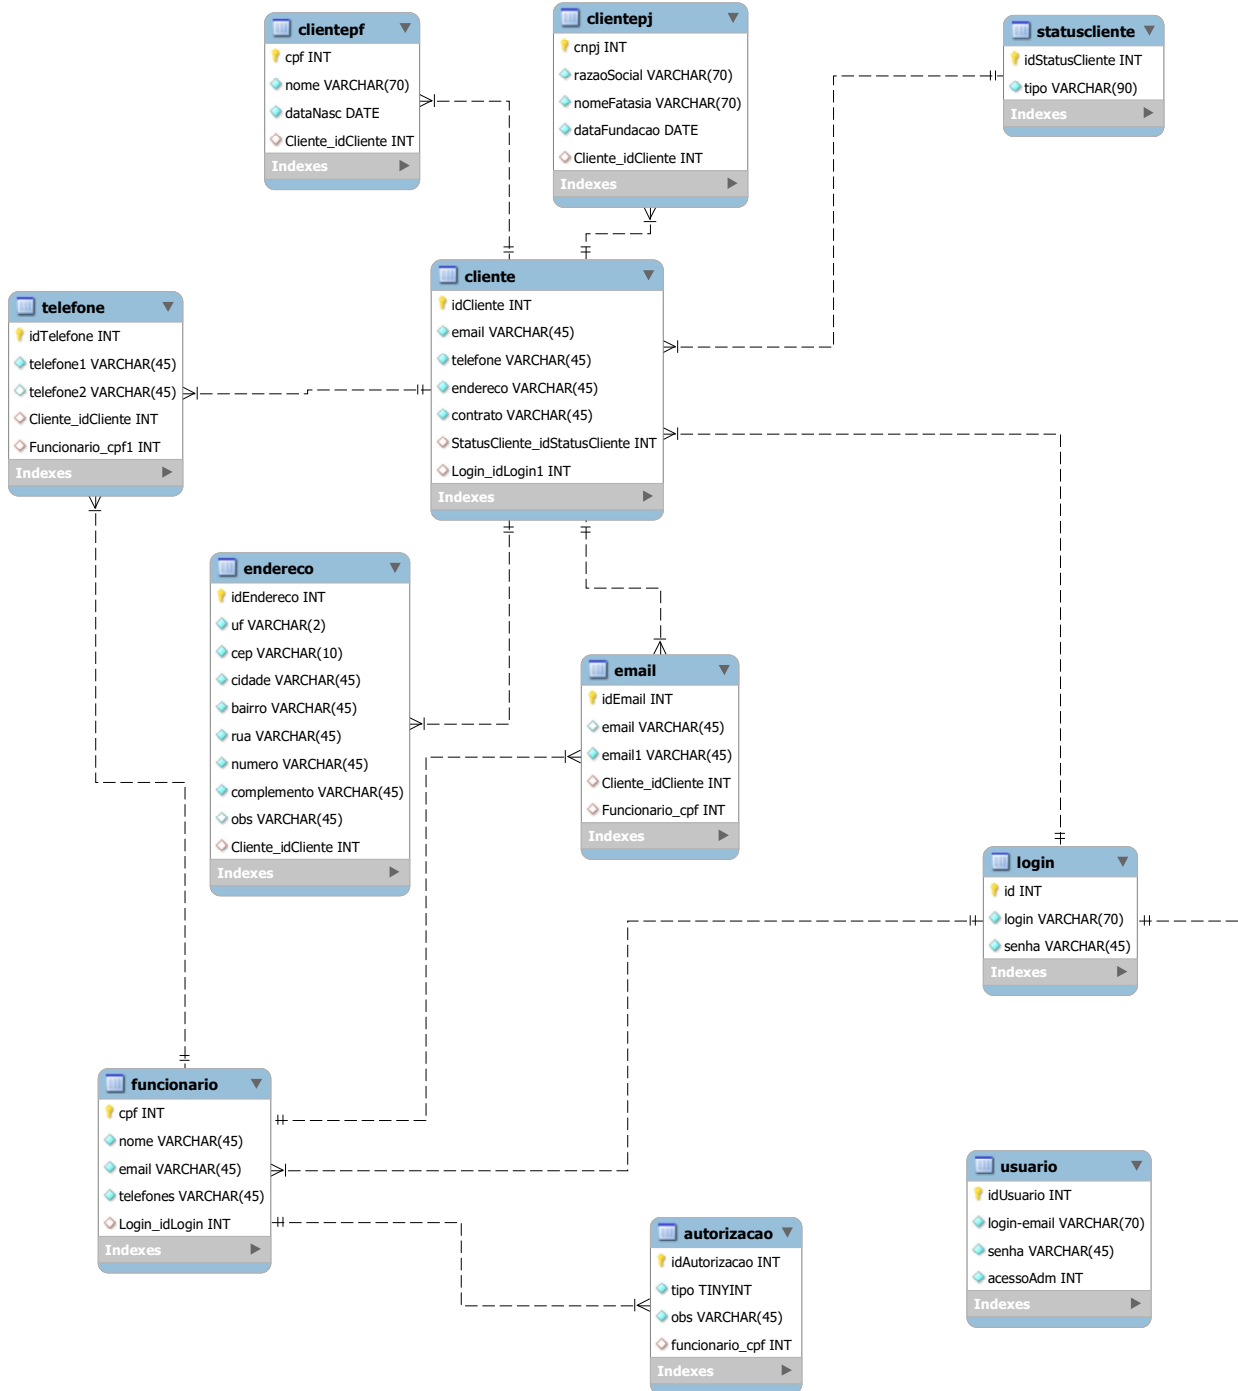 clientepf
cpf INT
nome VARCHAR(70)
dataNasc DATE
Cliente_idCliente INT
Indexes
clientepj
cnpj INT
razaoSocial VARCHAR(70)
nomeFatasia VARCHAR(70)
dataFundacao DATE
Cliente_idCliente INT
Indexes
statuscliente
idStatusCliente INT
tipo VARCHAR(90)
Indexes
telefone
idTelefone INT
telefone1 VARCHAR(45)
telefone2 VARCHAR(45)
Cliente_idCliente INT
Funcionario_cpf1 INT
Indexes
cliente
idCliente INT
email VARCHAR(45)
telefone VARCHAR(45)
endereco VARCHAR(45)
contrato VARCHAR(45)
StatusCliente_idStatusCliente INT
Login_idLogin1 INT
Indexes
endereco
idEndereco INT
uf VARCHAR(2)
cep VARCHAR(10)
cidade VARCHAR(45)
bairro VARCHAR(45)
rua VARCHAR(45)
numero VARCHAR(45)
complemento VARCHAR(45)
obs VARCHAR(45)
Cliente_idCliente INT
Indexes
email
idEmail INT
email VARCHAR(45)
email1 VARCHAR(45)
Cliente_idCliente INT
Funcionario_cpf INT
Indexes
login
id INT
login VARCHAR(70)
senha VARCHAR(45)
Indexes
funcionario
cpf INT
nome VARCHAR(45)
email VARCHAR(45)
telefones VARCHAR(45)
Login_idLogin INT
Indexes
autorizacao
idAutorizacao INT
tipo TINYINT
obs VARCHAR(45)
funcionario_cpf INT
Indexes
usuario
idUsuario INT
login-email VARCHAR(70)
senha VARCHAR(45)
acessoAdm INT
Indexes